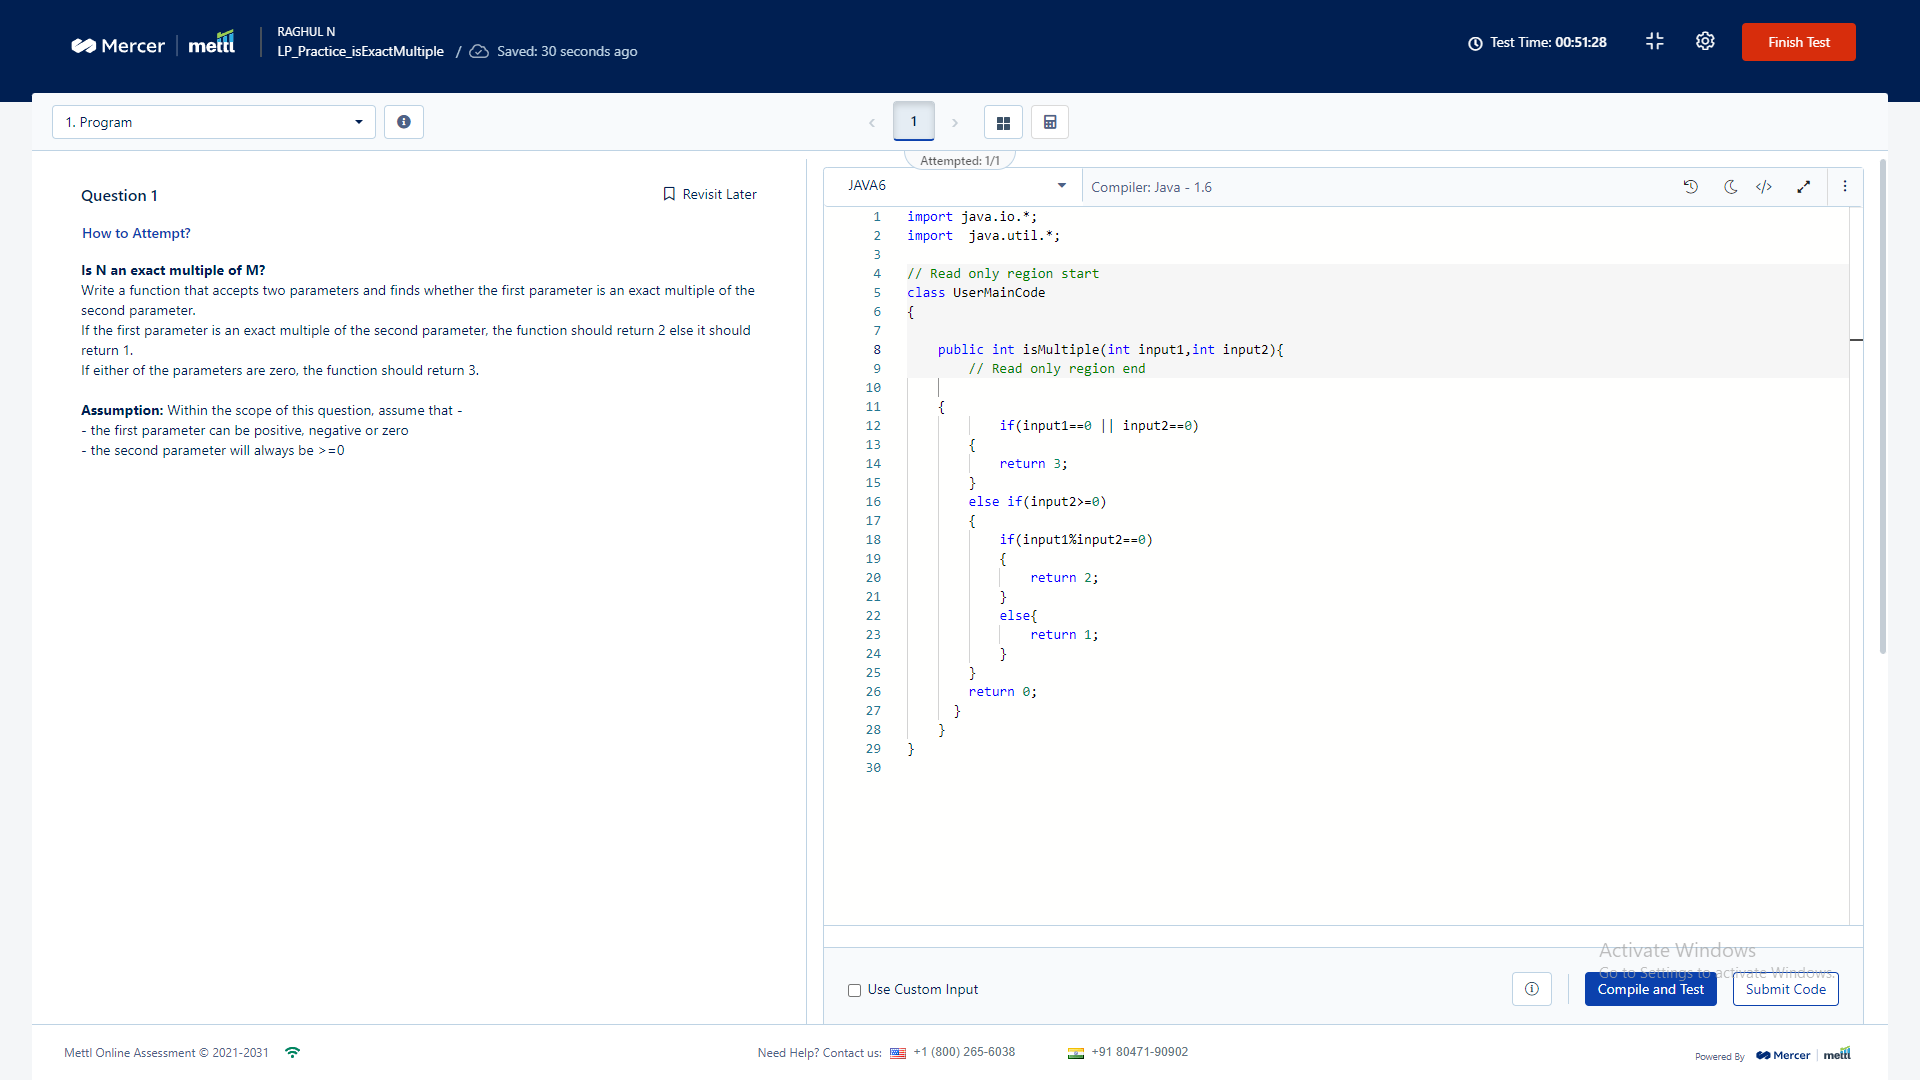 Mercer | mettl
RAGHUL N
LP_Practice_isExactMultiple / Saved: 30 seconds ago
Test Time: 00:51:28
Finish Test
1. Program
1
Attempted: 1/1
Question 1
Revisit Later
How to Attempt?
Is N an exact multiple of M?
Write a function that accepts two parameters and finds whether the first parameter is an exact multiple of the
second parameter.
If the first parameter is an exact multiple of the second parameter, the function should return 2 else it should
return 1.
If either of the parameters are zero, the function should return 3.
Assumption: Within the scope of this question, assume that -
- the first parameter can be positive, negative or zero
- the second parameter will always be >=0
JAVA6
Compiler: Java - 1.6
1 import java.io.*;
2 import  java.util.*;
3
4 // Read only region start
5 class UserMainCode
6 {
7
8     public int isMultiple(int input1,int input2){
9         // Read only region end
10
11     {
12             if(input1==0 || input2==0)
13         {
14             return 3;
15         }
16         else if(input2>=0)
17         {
18             if(input1%input2==0)
19             {
20                 return 2;
21             }
22             else{
23                 return 1;
24             }
25         }
26         return 0;
27       }
28     }
29 }
30
Activate Windows
Go to Settings to activate Windows.
Use Custom Input
Compile and Test
Submit Code
Mettl Online Assessment © 2021-2031
Need Help? Contact us: +1 (800) 265-6038
+91 80471-90902
Powered By Mercer | mettl